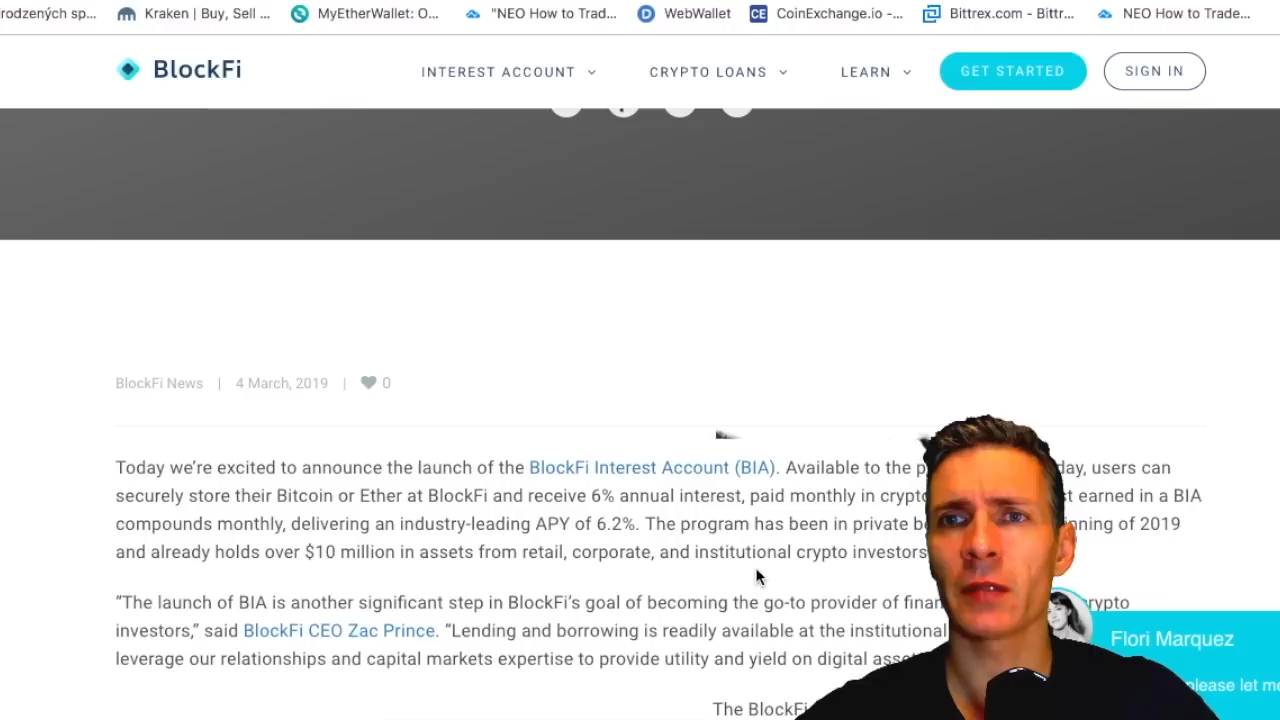 irodzených sp... Kraken | Buy, Sell ... MyEtherWallet: O... "NEO How to Trad... WebWallet CE CoinExchange.io -... Bittrex.com - Bittr... NEO How to Trade...
BlockFi INTEREST ACCOUNT CRYPTO LOANS LEARN GET STARTED SIGN IN
BlockFi News | 4 March, 2019 | 0
Today we’re excited to announce the launch of the BlockFi Interest Account (BIA). Available to the p day, users can
securely store their Bitcoin or Ether at BlockFi and receive 6% annual interest, paid monthly in crypto t earned in a BIA
compounds monthly, delivering an industry-leading APY of 6.2%. The program has been in private b nning of 2019
and already holds over $10 million in assets from retail, corporate, and institutional crypto investors
“The launch of BIA is another significant step in BlockFi’s goal of becoming the go-to provider of finan crypto
investors,” said BlockFi CEO Zac Prince. “Lending and borrowing is readily available at the institutional
Flori Marquez
leverage our relationships and capital markets expertise to provide utility and yield on digital asse
please let me
The BlockFi